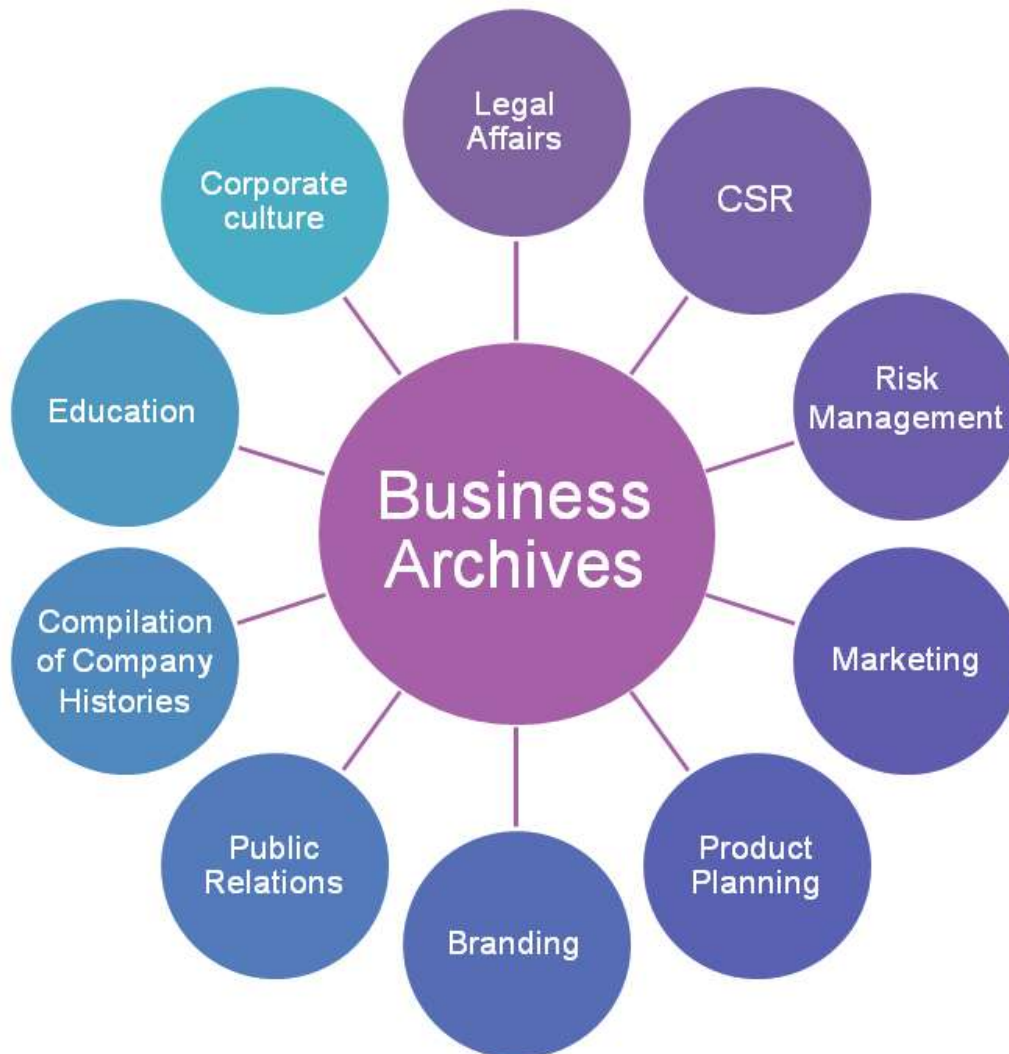 Legal
Affairs
CSR
Risk
Management
Marketing
Product
Planning
Branding
Public
Relations
Compilation
of Company
Histories
Education
Corporate
culture
Business
Archives